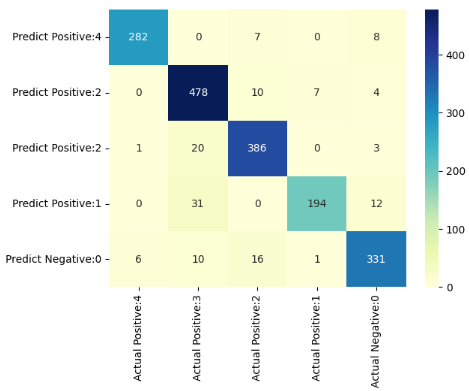 Predict Positive:4 282 0 7 0 8
Predict Positive:2 0 478 10 7 4
Predict Positive:2 1 20 386 0 3
Predict Positive:1 0 31 0 194 12
Predict Negative:0 6 10 16 1 331
Actual Positive:4
Actual Positive:3
Actual Positive:2
Actual Positive:1
Actual Negative:0
400
300
200
100
0